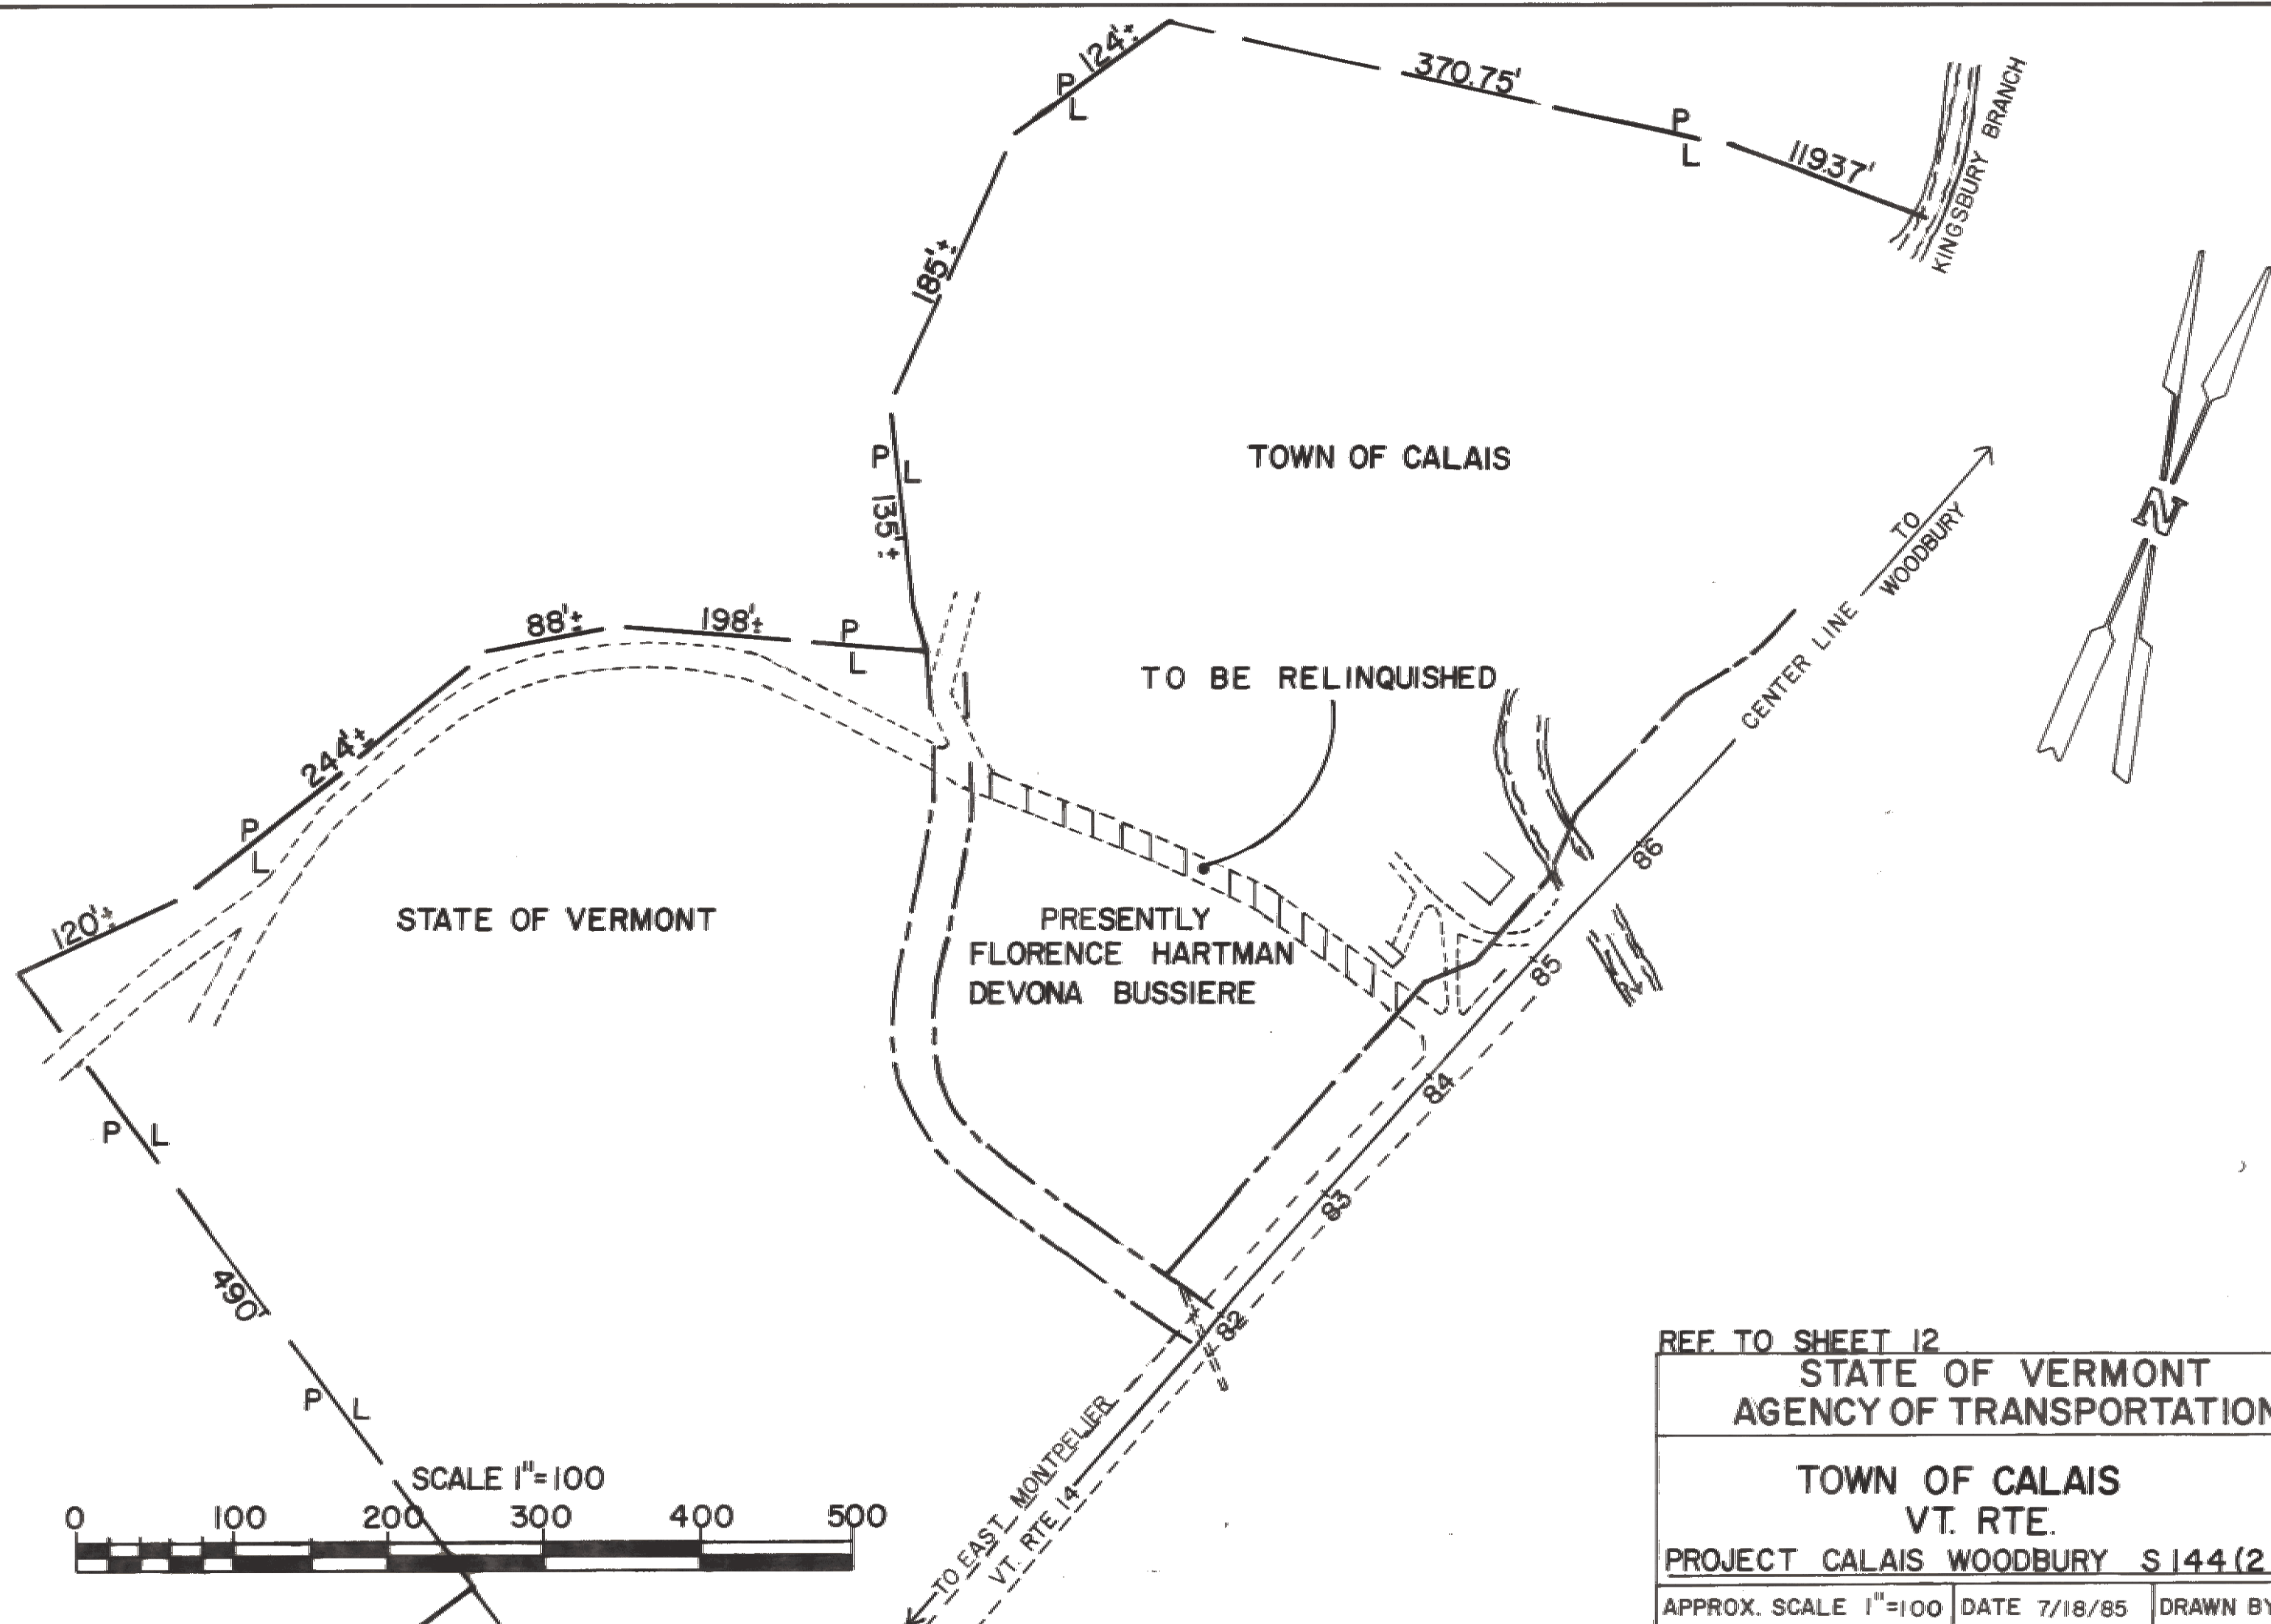 124'±
P
L
370.75'
P
L
119.37'
KINGSBURY BRANCH
185'±
P
L
135'±
TOWN OF CALAIS
N
TO
WOODBURY
CENTER LINE
88'±
198'±
P
L
TO BE RELINQUISHED
244'±
P
L
120'±
STATE OF VERMONT
PRESENTLY
FLORENCE HARTMAN
DEVONA BUSSIERE
86
85
84
83
82
P L
490'
P L
TO EAST MONTPELIER
VT. RTE 14
SCALE 1"=100
0 100 200 300 400 500
REF. TO SHEET 12
STATE OF VERMONT
AGENCY OF TRANSPORTATION
TOWN OF CALAIS
VT. RTE.
PROJECT CALAIS WOODBURY S 144 (2
APPROX. SCALE 1"=100 DATE 7/18/85 DRAWN BY